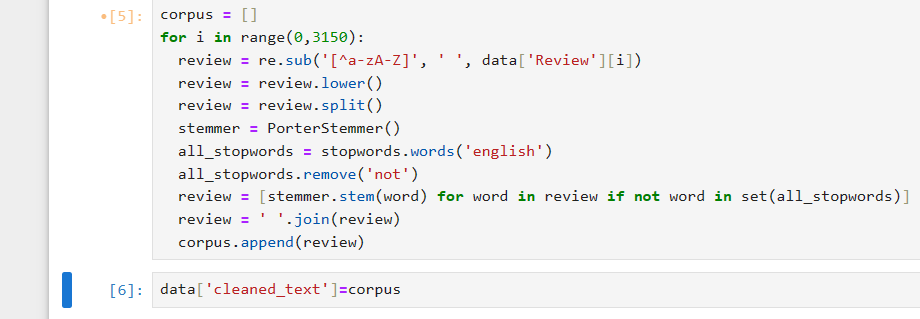 [5]: corpus = []
for i in range(0,3150):
  review = re.sub('[^a-zA-Z]', ' ', data['Review'][i])
  review = review.lower()
  review = review.split()
  stemmer = PorterStemmer()
  all_stopwords = stopwords.words('english')
  all_stopwords.remove('not')
  review = [stemmer.stem(word) for word in review if not word in set(all_stopwords)]
  review = ' '.join(review)
  corpus.append(review)
[6]: data['cleaned_text']=corpus